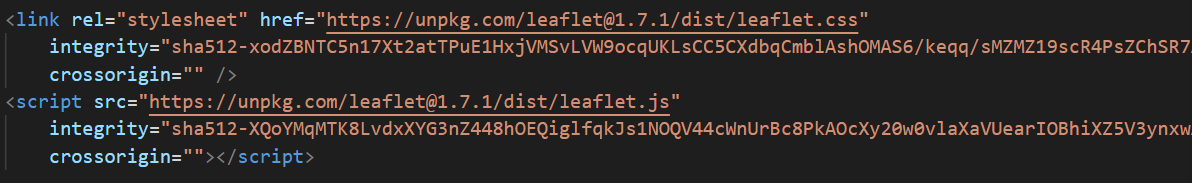 <link rel="stylesheet" href="https://unpkg.com/leaflet@1.7.1/dist/leaflet.css"
integrity="sha512-xodZBNTC5n17Xt2atTPuE1HxjVMSvLVW9ocqUKLsCC5CXdbqCmblAshOMAS6/keqq/sMZMZ19scR4PsZChSR7
crossorigin="" />
<script src="https://unpkg.com/leaflet@1.7.1/dist/leaflet.js"
integrity="sha512-XQoYMqMTK8LvdxXYG3nZ448hOEQiglfqkJs1NOQV44cWnUrBc8PkAOcXy20w0vlaXaVUearIOBhiXZ5V3ynxw
crossorigin=""></script>